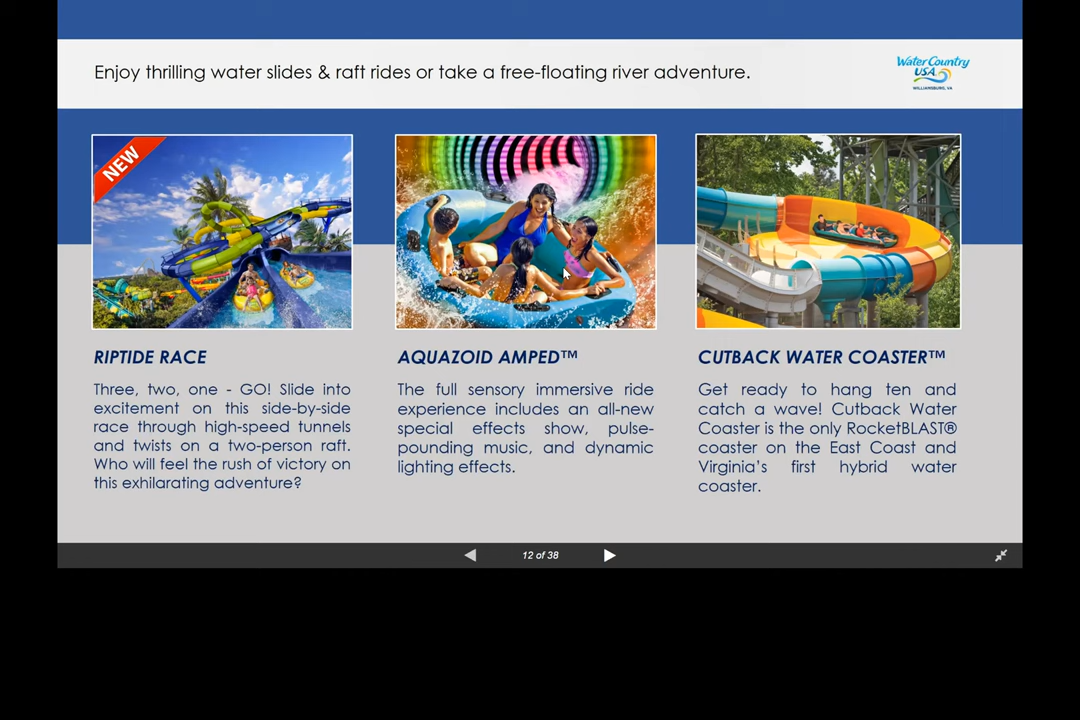 Enjoy thrilling water slides & raft rides or take a free-floating river adventure.
Water Country
USA
WILLIAMSBURG, VA
NEW
RIPTIDE RACE
Three, two, one - GO! Slide into
excitement on this side-by-side
race through high-speed tunnels
and twists on a two-person raft.
Who will feel the rush of victory on
this exhilarating adventure?
AQUAZOID AMPED™
The full sensory immersive ride
experience includes an all-new
special effects show, pulse-
pounding music, and dynamic
lighting effects.
CUTBACK WATER COASTER™
Get ready to hang ten and
catch a wave! Cutback Water
Coaster is the only RocketBLAST®
coaster on the East Coast and
Virginia’s first hybrid water
coaster.
12 of 38